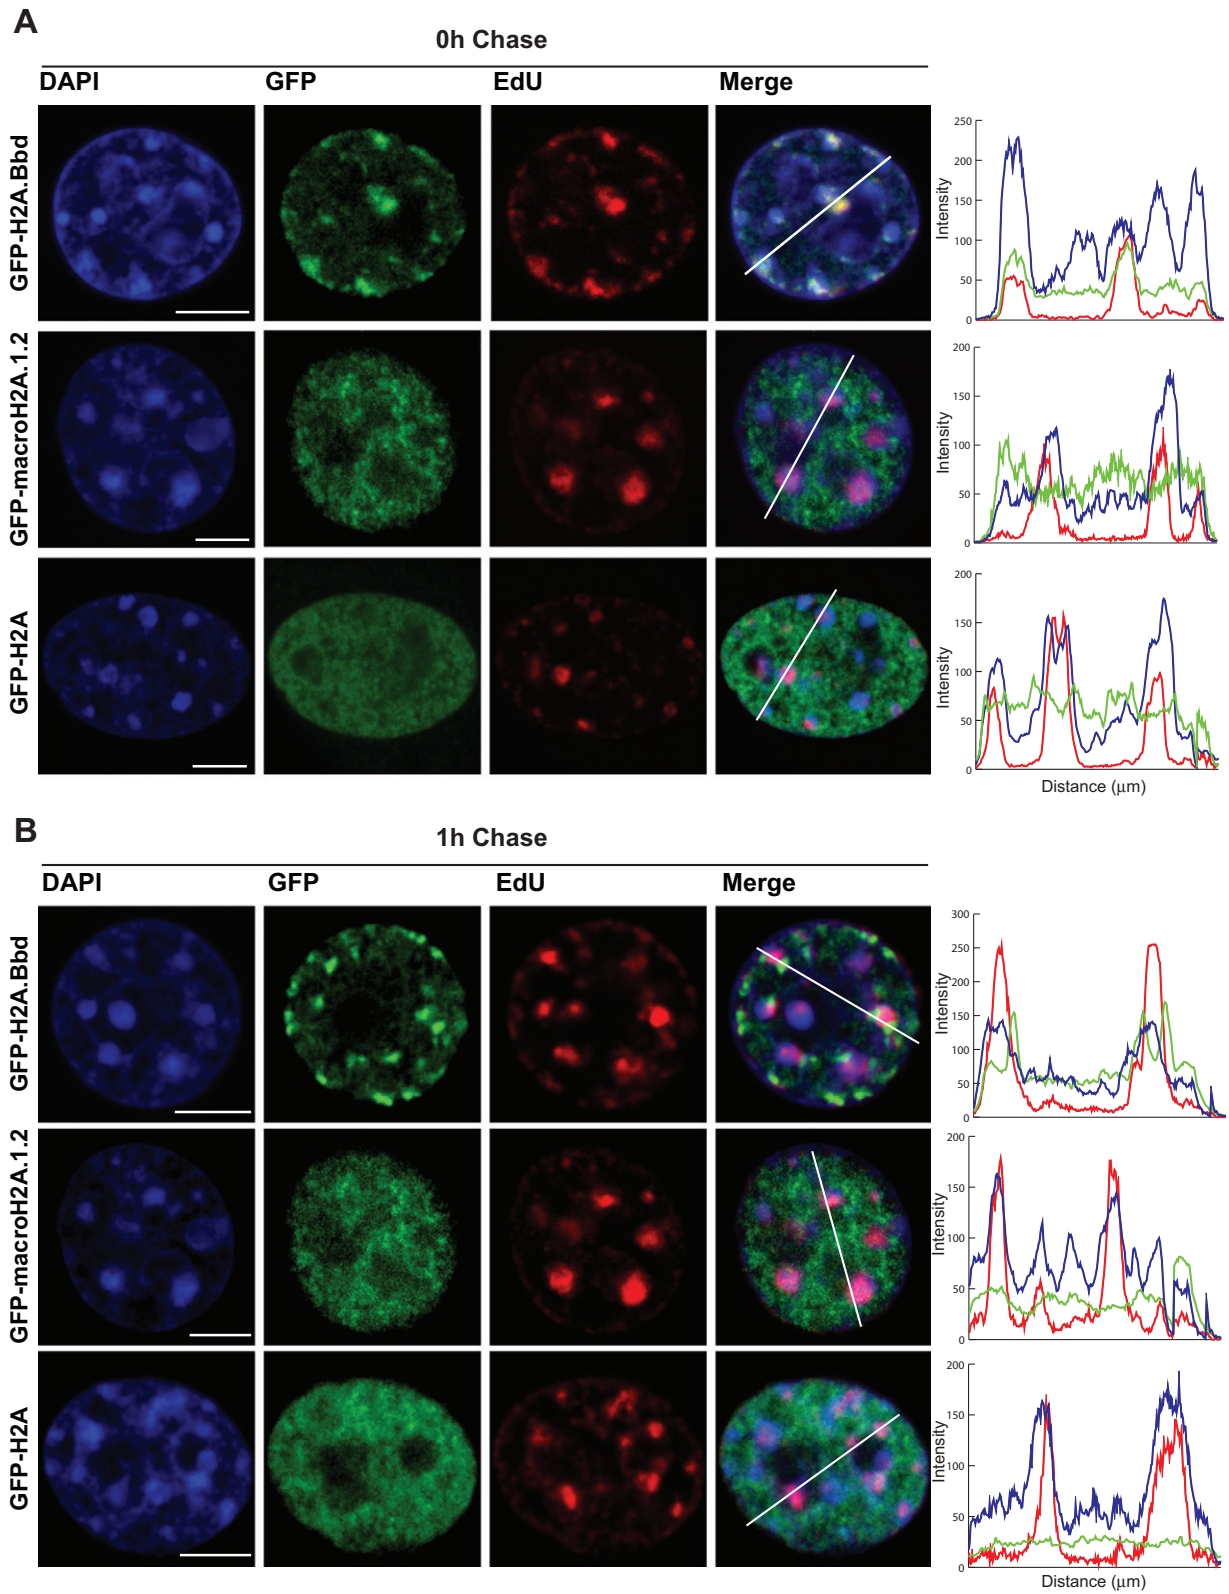 A
0h Chase
DAPI GFP EdU Merge
GFP-H2A.Bbd
250
200
150
100
50
0
Intensity
GFP-macroH2A.1.2
200
150
100
50
0
Intensity
GFP-H2A
200
150
100
50
0
Intensity
Distance (μm)
B
1h Chase
DAPI GFP EdU Merge
GFP-H2A.Bbd
300
250
200
150
100
50
0
Intensity
GFP-macroH2A.1.2
200
150
100
50
0
Intensity
GFP-H2A
200
150
100
50
0
Intensity
Distance (μm)